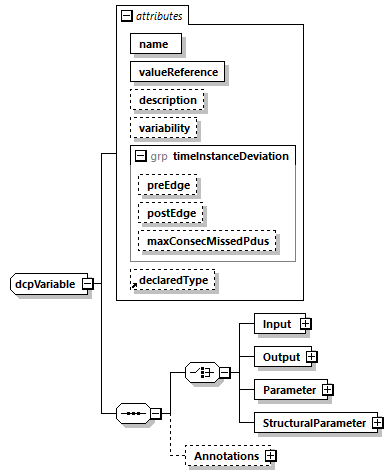 attributes
name
valueReference
description
variability
grp timeInstanceDeviation
preEdge
postEdge
maxConsecMissedPdus
declaredType
dcpVariable
Input
Output
Parameter
StructuralParameter
Annotations